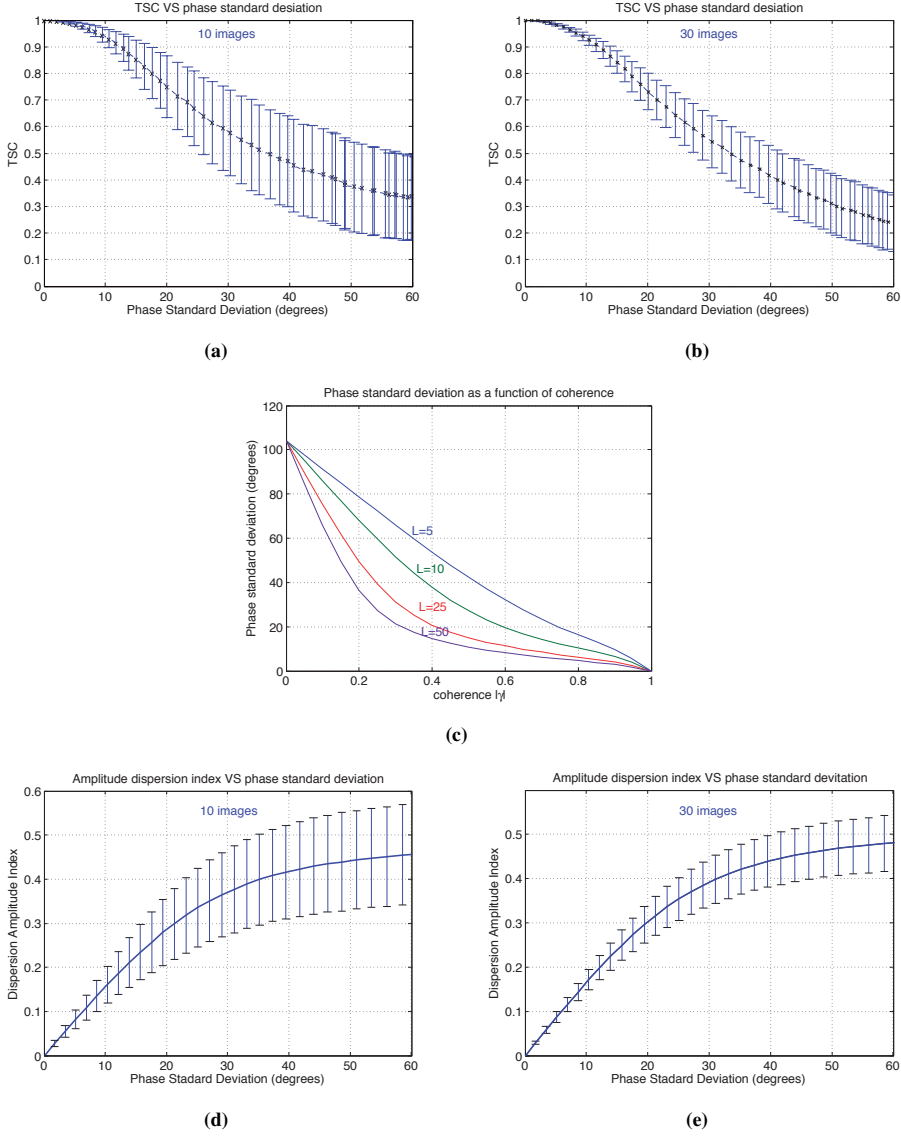 TSC VS phase standard desiation
10 images
TSC
1
0.9
0.8
0.7
0.6
0.5
0.4
0.3
0.2
0.1
0
0 10 20 30 40 50 60
Phase Standard Deviation (degrees)
(a)
TSC VS phase standard desiation
30 images
TSC
1
0.9
0.8
0.7
0.6
0.5
0.4
0.3
0.2
0.1
0
0 10 20 30 40 50 60
Phase Standard Deviation (degrees)
(b)
Phase standard deviation as a function of coherence
Phase standard deviation (degrees)
120
100
80
60
40
20
0
L=5
L=10
L=25
L=50
0 0.2 0.4 0.6 0.8 1
coherence |γ|
(c)
Amplitude dispersion index VS phase standard deviation
10 images
Dispersion Amplitude Index
0.6
0.5
0.4
0.3
0.2
0.1
0
0 10 20 30 40 50 60
Phase Stadard Deviation (degrees)
(d)
Amplitude dispersion index VS phase standard devitation
30 images
Dispersion Amplitude Index
0.5
0.4
0.3
0.2
0.1
0
0 10 20 30 40 50 60
Phase Stadard Deviation (degrees)
(e)